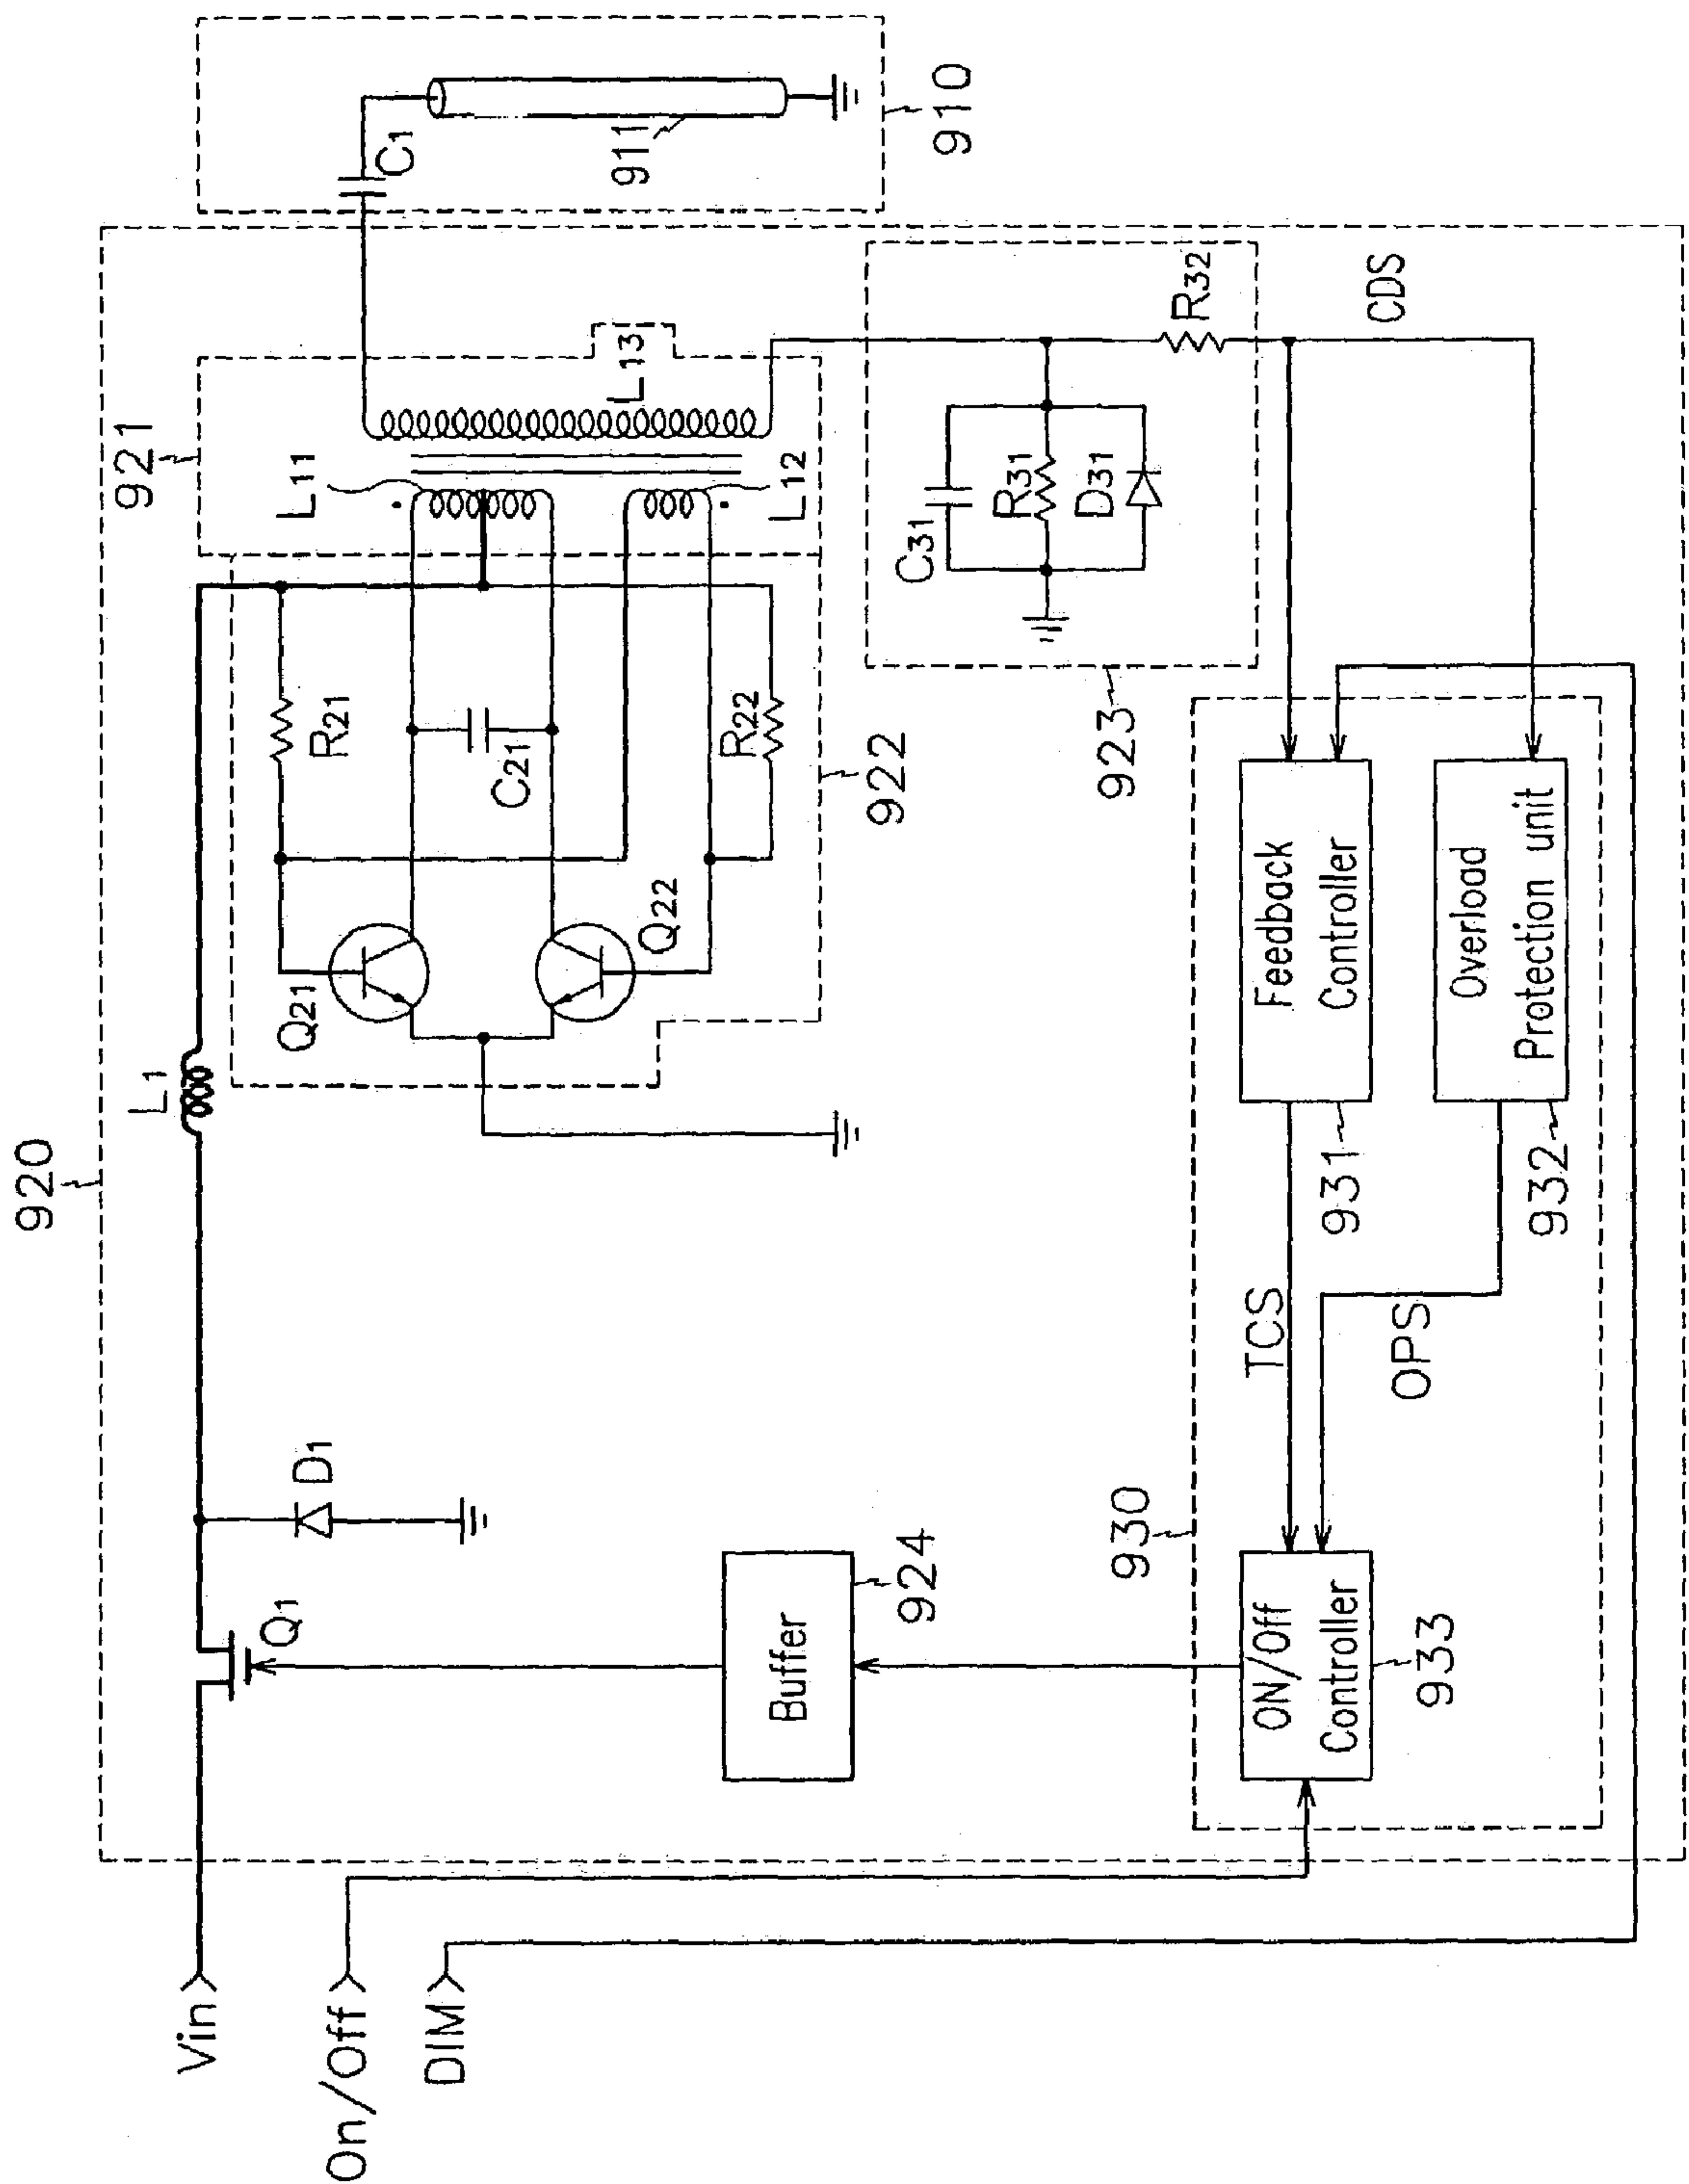 920
Vin
On/Off
DIM
Q1
D1
L1
921
L11
L12
L13
Q21
Q22
R21
C21
R22
922
C1
911
910
923
C31
R31
D31
R32
CDS
Buffer
924
930
ON/Off
Controller
933
TCS
OPS
Feedback
Controller
931
Overload
Protection unit
932